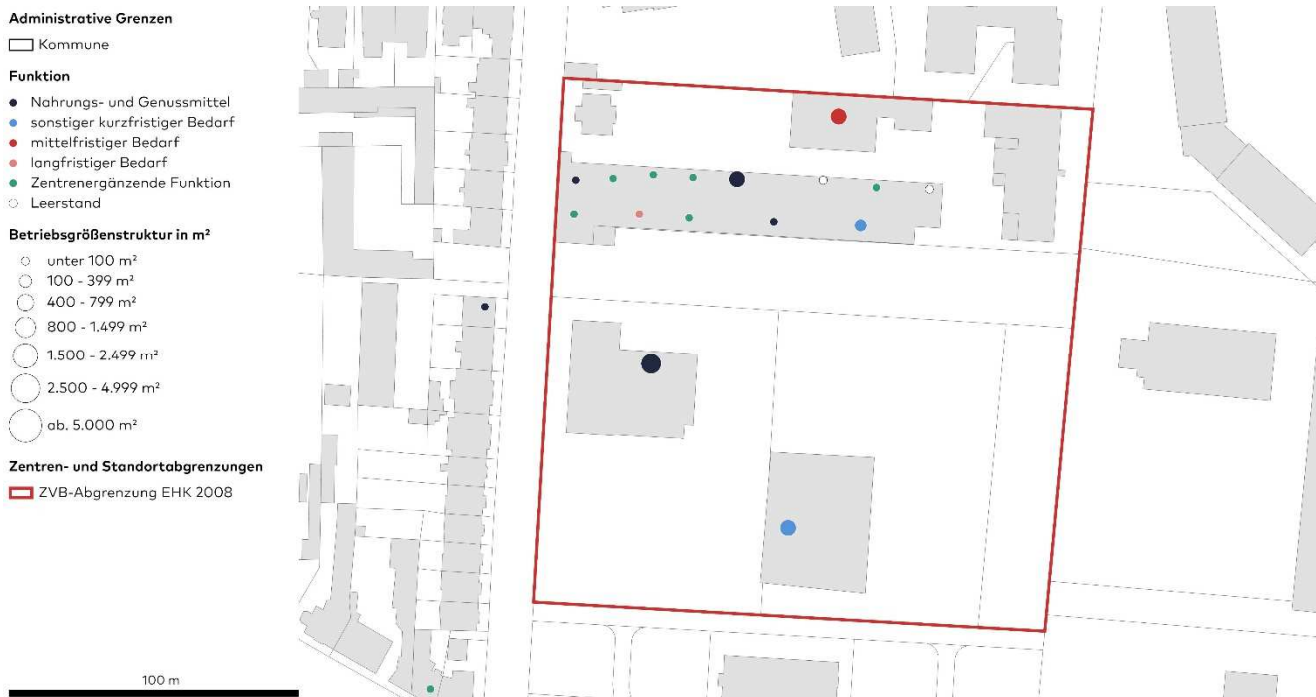 Administrative Grenzen
Kommune
Funktion
Nahrungs- und Genussmittel
sonstiger kurzfristiger Bedarf
mittelfristiger Bedarf
langfristiger Bedarf
Zentrenergänzende Funktion
Leerstand
Betriebsgrößenstruktur in m²
unter 100 m²
100 - 399 m²
400 - 799 m²
800 - 1.499 m²
1.500 - 2.499 m²
2.500 - 4.999 m²
ab. 5.000 m²
Zentren- und Standortabgrenzungen
ZVB-Abgrenzung EHK 2008
100 m